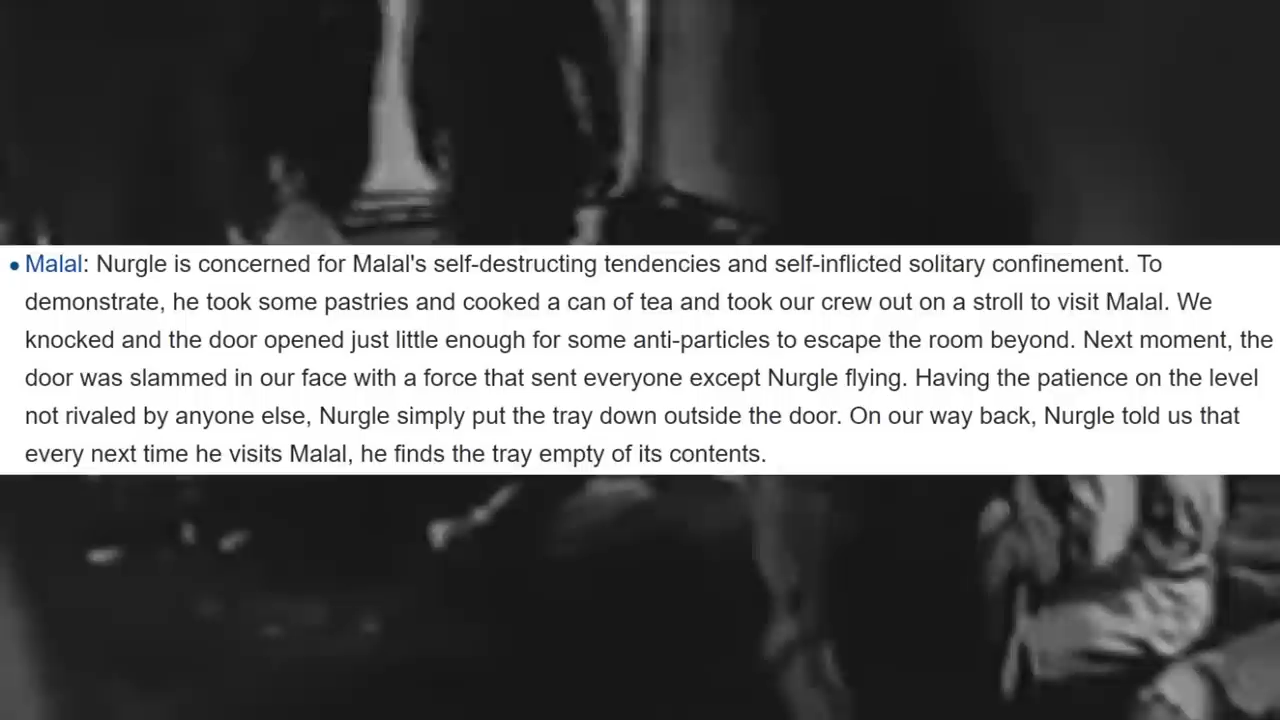 • Malal: Nurgle is concerned for Malal's self-destructing tendencies and self-inflicted solitary confinement. To
demonstrate, he took some pastries and cooked a can of tea and took our crew out on a stroll to visit Malal. We
knocked and the door opened just little enough for some anti-particles to escape the room beyond. Next moment, the
door was slammed in our face with a force that sent everyone except Nurgle flying. Having the patience on the level
not rivaled by anyone else, Nurgle simply put the tray down outside the door. On our way back, Nurgle told us that
every next time he visits Malal, he finds the tray empty of its contents.